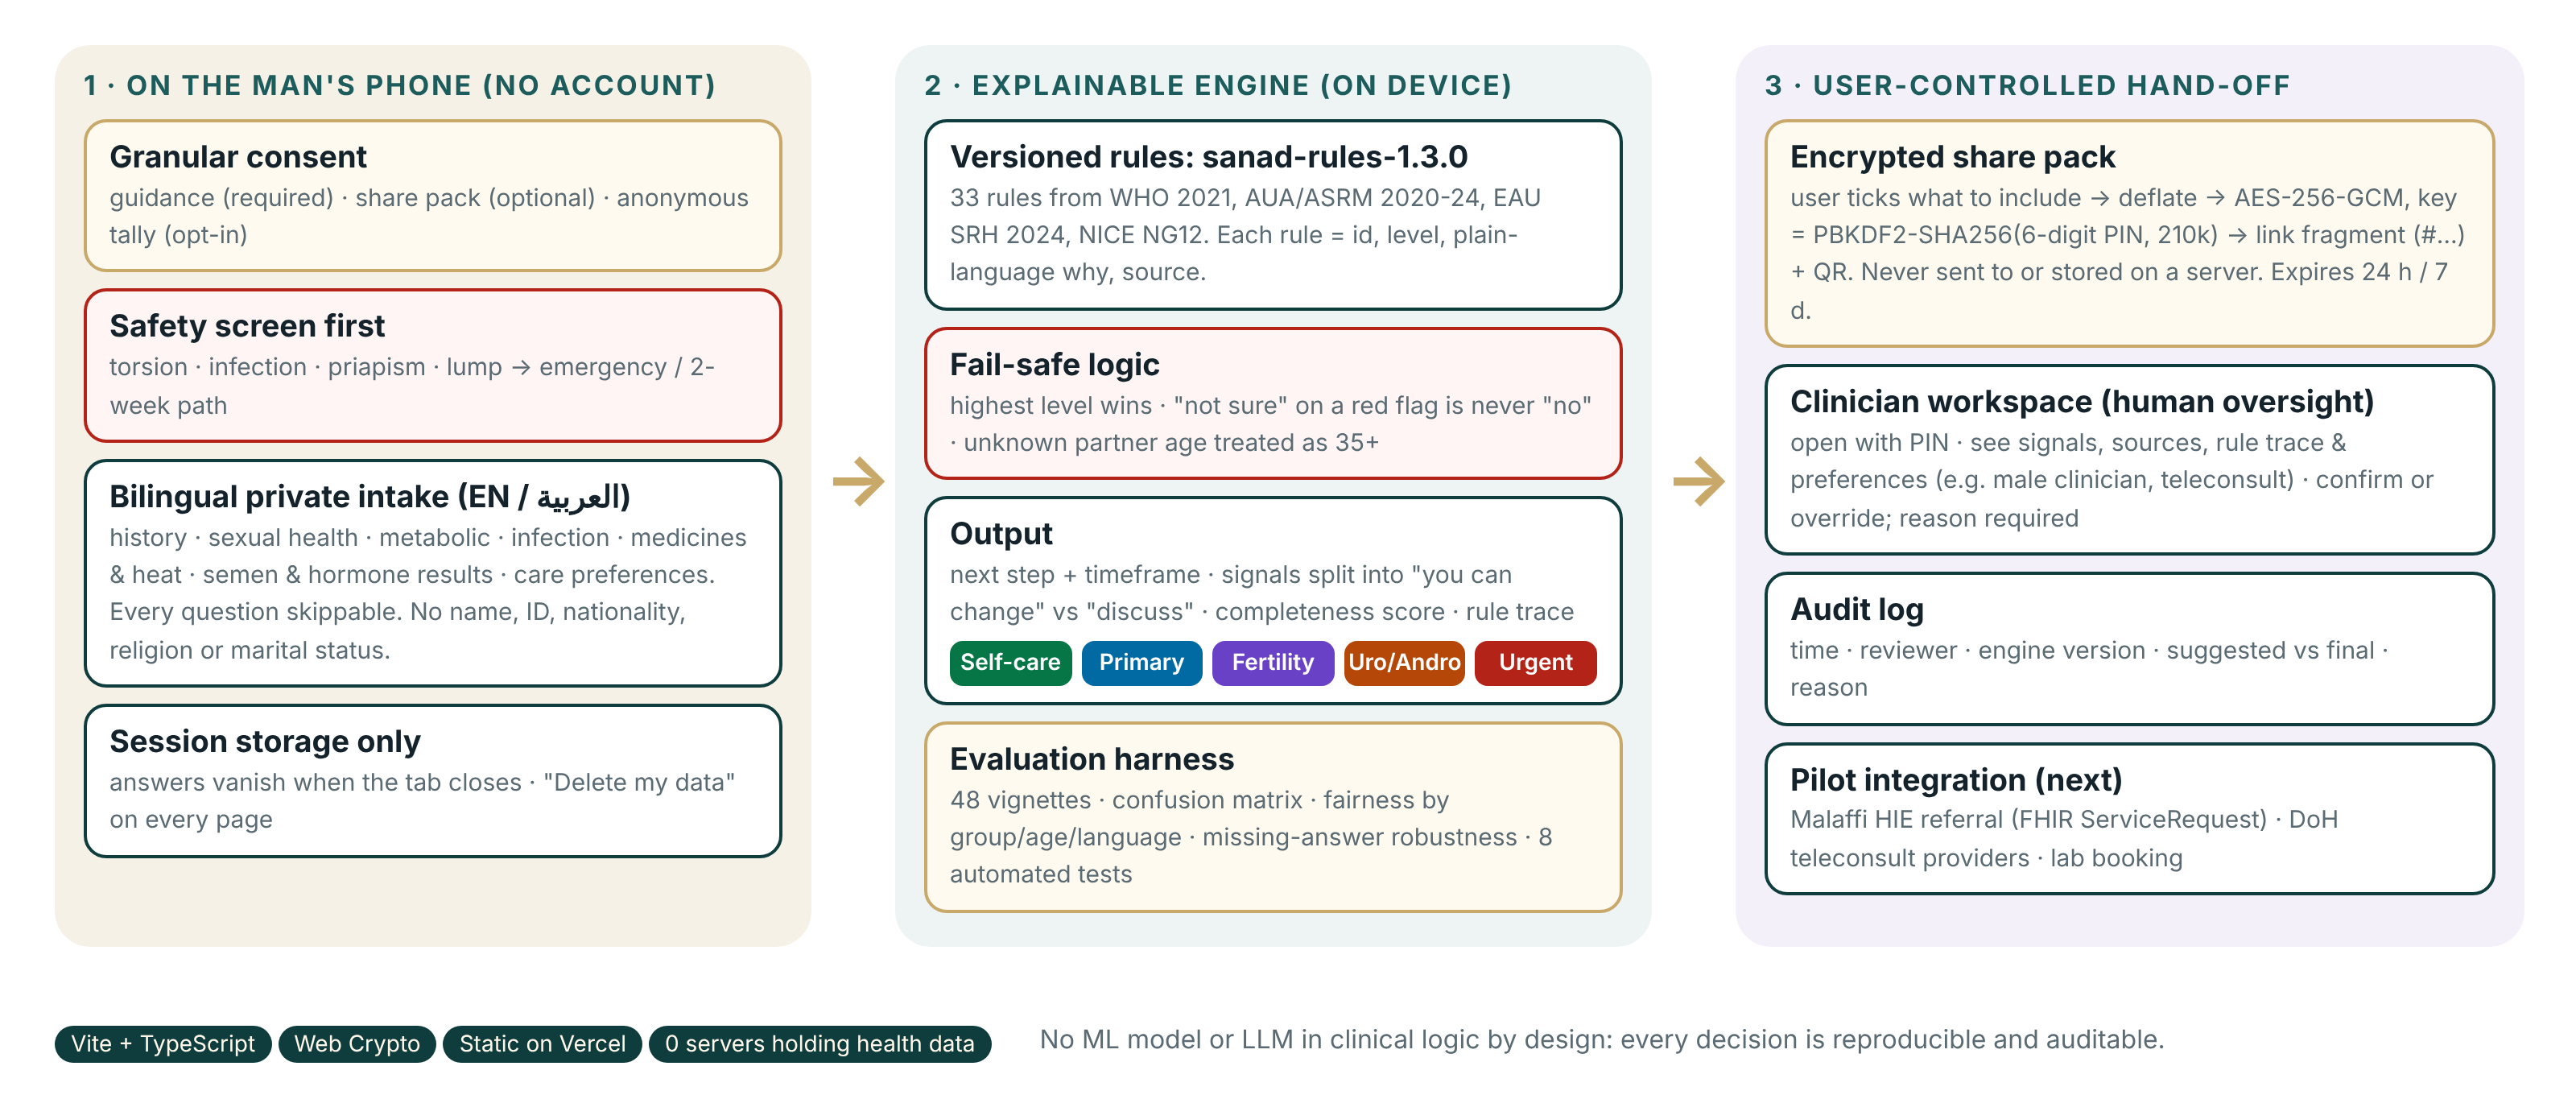 1 · ON THE MAN'S PHONE (NO ACCOUNT)
Granular consent
guidance (required) · share pack (optional) · anonymous
tally (opt-in)
Safety screen first
torsion · infection · priapism · lump → emergency / 2-
week path
Bilingual private intake (EN / العربية)
history · sexual health · metabolic · infection · medicines
& heat · semen & hormone results · care preferences.
Every question skippable. No name, ID, nationality,
religion or marital status.
Session storage only
answers vanish when the tab closes · "Delete my data"
on every page
→
2 · EXPLAINABLE ENGINE (ON DEVICE)
Versioned rules: sanad-rules-1.3.0
33 rules from WHO 2021, AUA/ASRM 2020-24, EAU
SRH 2024, NICE NG12. Each rule = id, level, plain-
language why, source.
Fail-safe logic
highest level wins · "not sure" on a red flag is never "no"
· unknown partner age treated as 35+
Output
next step + timeframe · signals split into "you can
change" vs "discuss" · completeness score · rule trace
Self-care Primary Fertility Uro/Andro Urgent
Evaluation harness
48 vignettes · confusion matrix · fairness by
group/age/language · missing-answer robustness · 8
automated tests
→
3 · USER-CONTROLLED HAND-OFF
Encrypted share pack
user ticks what to include → deflate → AES-256-GCM, key
= PBKDF2-SHA256(6-digit PIN, 210k) → link fragment (#…)
+ QR. Never sent to or stored on a server. Expires 24 h / 7
d.
Clinician workspace (human oversight)
open with PIN · see signals, sources, rule trace &
preferences (e.g. male clinician, teleconsult) · confirm or
override; reason required
Audit log
time · reviewer · engine version · suggested vs final ·
reason
Pilot integration (next)
Malaffi HIE referral (FHIR ServiceRequest) · DoH
teleconsult providers · lab booking
Vite + TypeScript Web Crypto Static on Vercel 0 servers holding health data No ML model or LLM in clinical logic by design: every decision is reproducible and auditable.